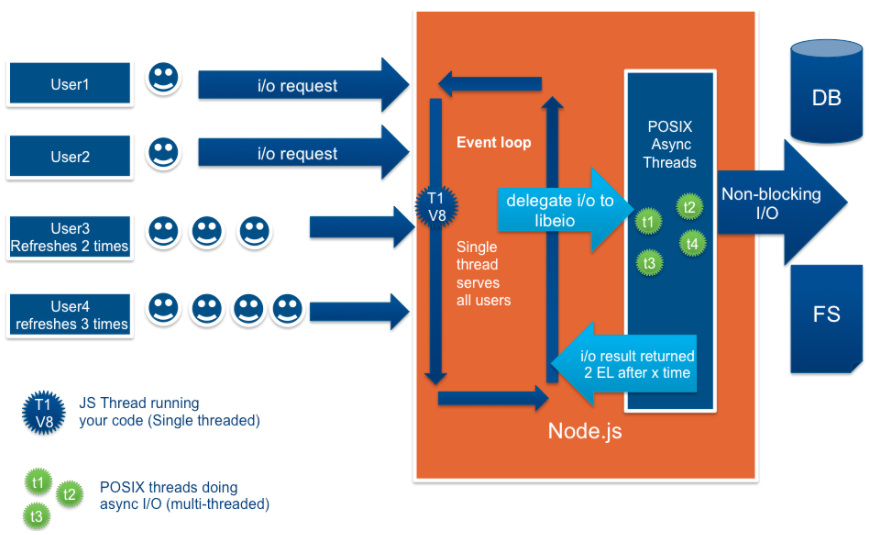 User1
i/o request
User2
i/o request
User3
Refreshes 2 times
User4
refreshes 3 times
T1
V8
JS Thread running
your code (Single threaded)
t1
t2
t3
POSIX threads doing
async I/O (multi-threaded)
Event loop
T1
V8
Single
thread
serves
all users
delegate i/o to
libeio
i/o result returned
2 EL after x time
Node.js
POSIX
Async
Threads
t1
t2
t3
t4
Non-blocking
I/O
DB
FS